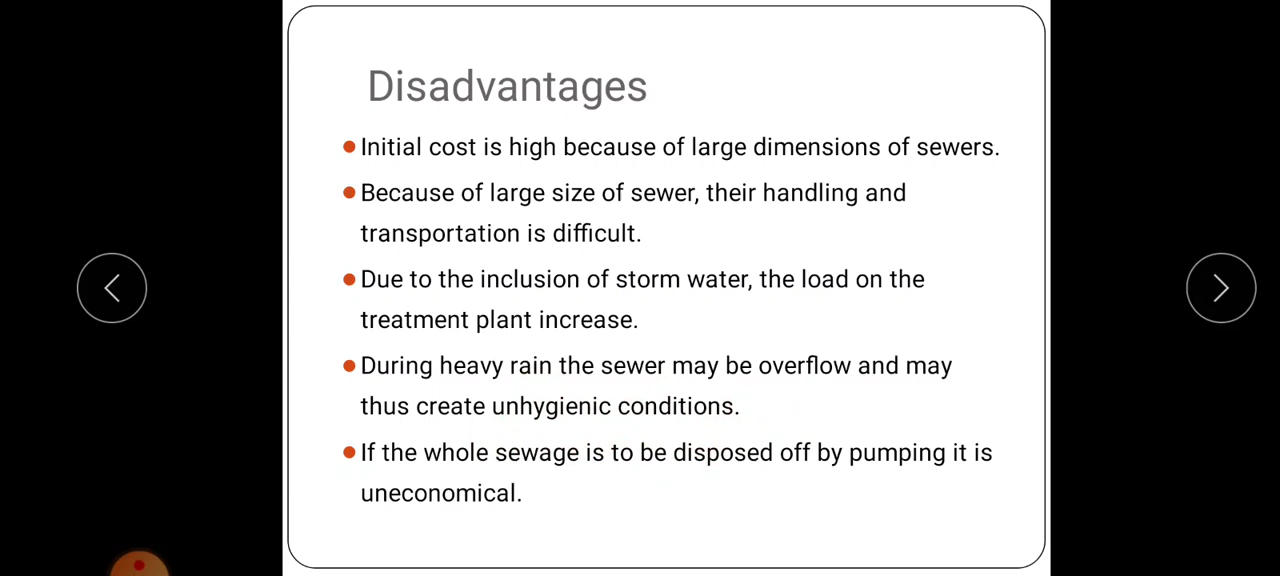 Disadvantages
Initial cost is high because of large dimensions of sewers.
Because of large size of sewer, their handling and
transportation is difficult.
Due to the inclusion of storm water, the load on the
treatment plant increase.
During heavy rain the sewer may be overflow and may
thus create unhygienic conditions.
If the whole sewage is to be disposed off by pumping it is
uneconomical.